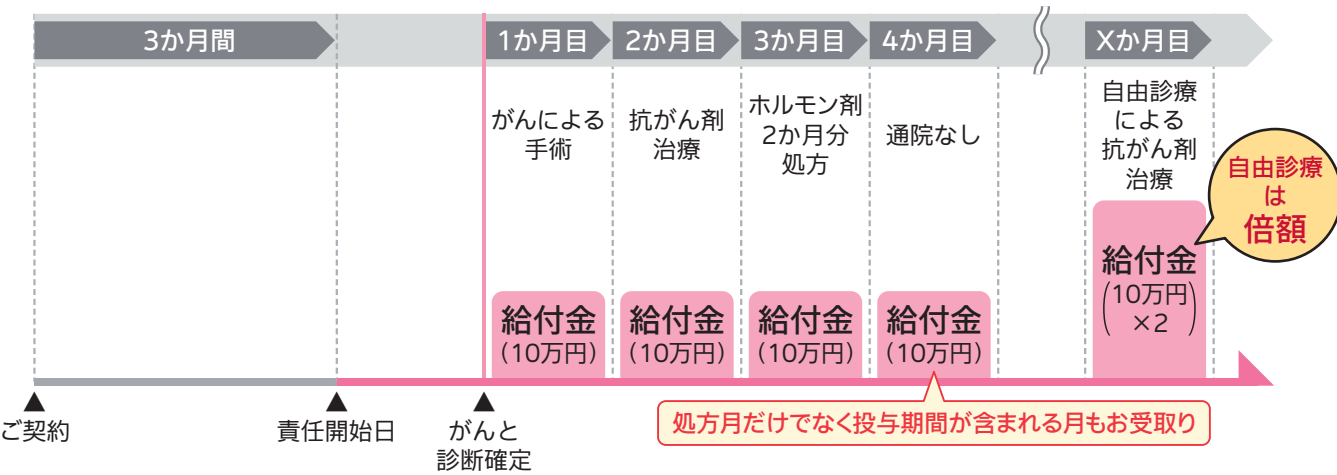 3か月間
1か月目
2か月目
3か月目
4か月目
Xか月目
がんによる
手術
抗がん剤
治療
ホルモン剤
2か月分
処方
通院なし
自由診療
による
抗がん剤
治療
自由診療
は
倍額
給付金
(10万円)
給付金
(10万円)
給付金
(10万円)
給付金
(10万円)
給付金
(10万円
×2)
処方月だけでなく投与期間が含まれる月もお受取り
ご契約
責任開始日
がんと
診断確定